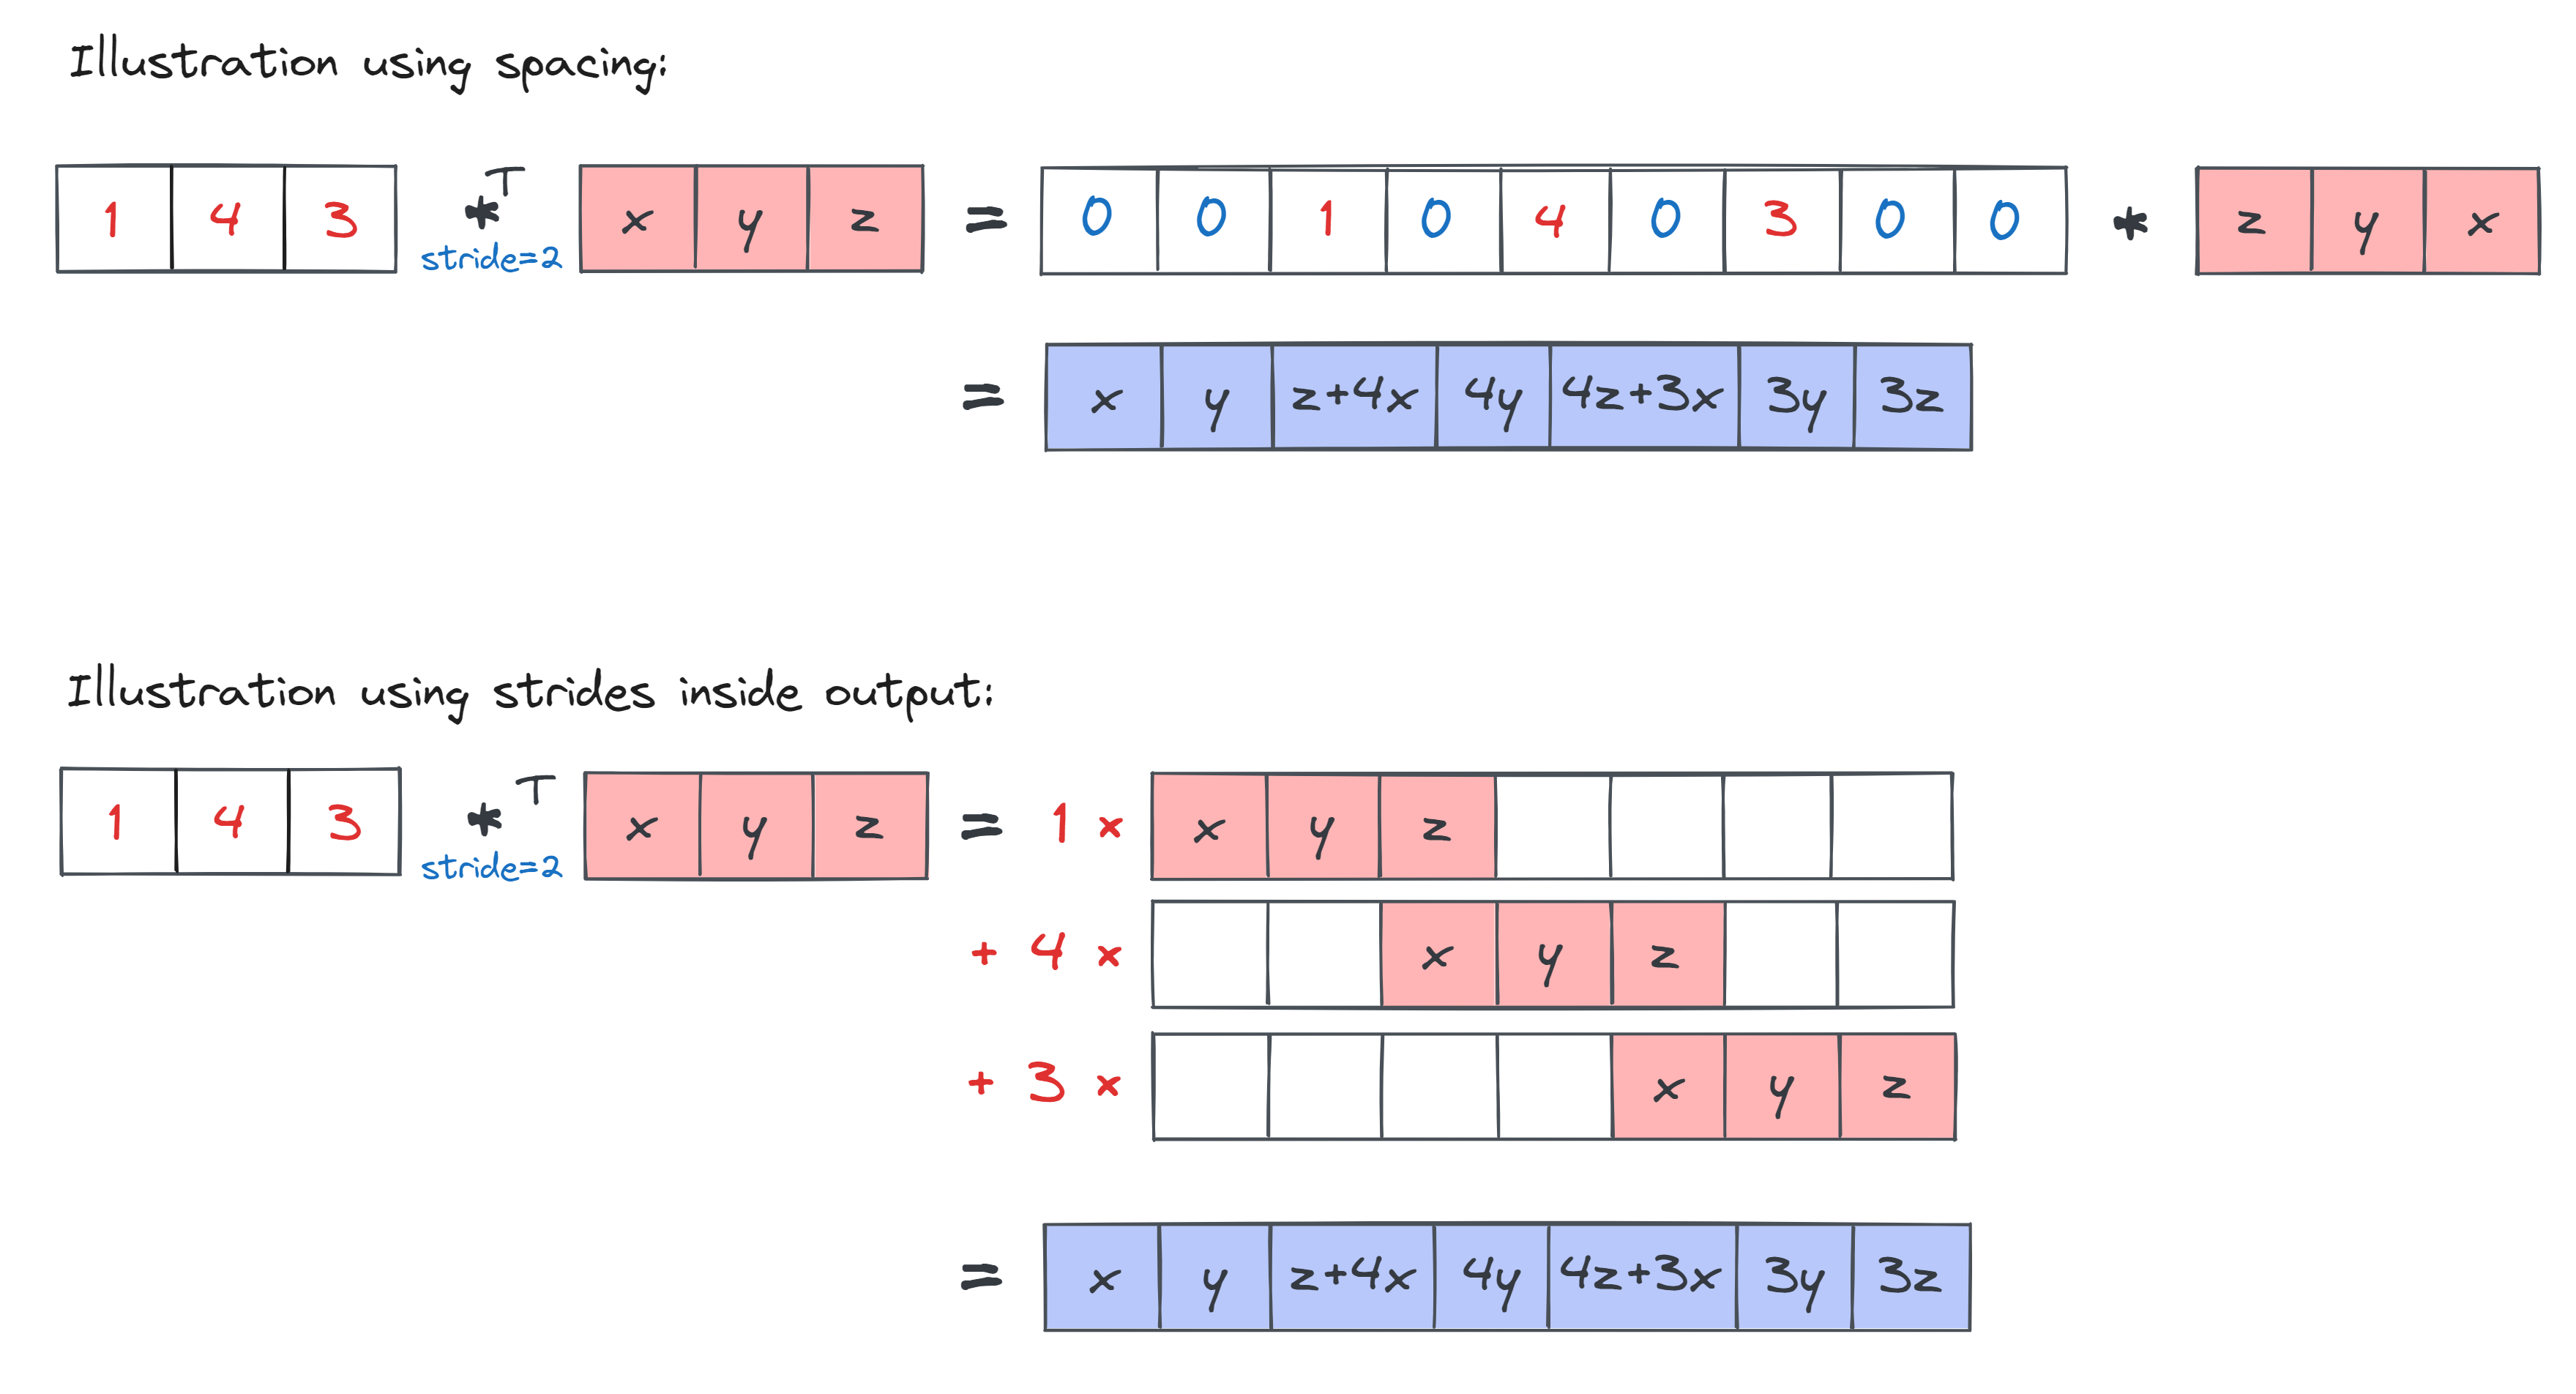 Illustration using spacing:
1 4 3 *T stride=2 x y z = 0 0 1 0 4 0 3 0 0 * z y x
= x y z+4x 4y 4z+3x 3y 3z
Illustration using strides inside output:
1 4 3 *T stride=2 x y z = 1 × x y z
+ 4 × x y z
+ 3 × x y z
= x y z+4x 4y 4z+3x 3y 3z